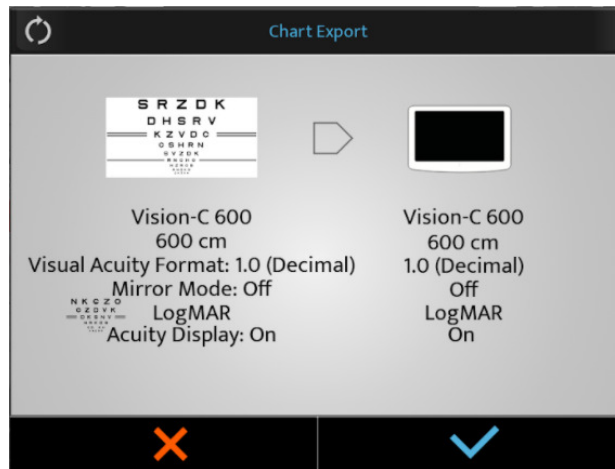 Chart Export
S R Z D K
D H S R V
K Z V D C
O S H R N
Vision-C 600
600 cm
Visual Acuity Format: 1.0 (Decimal)
Mirror Mode: Off
LogMAR
Acuity Display: On
N K C Z O
Vision-C 600
600 cm
1.0 (Decimal)
Off
LogMAR
On